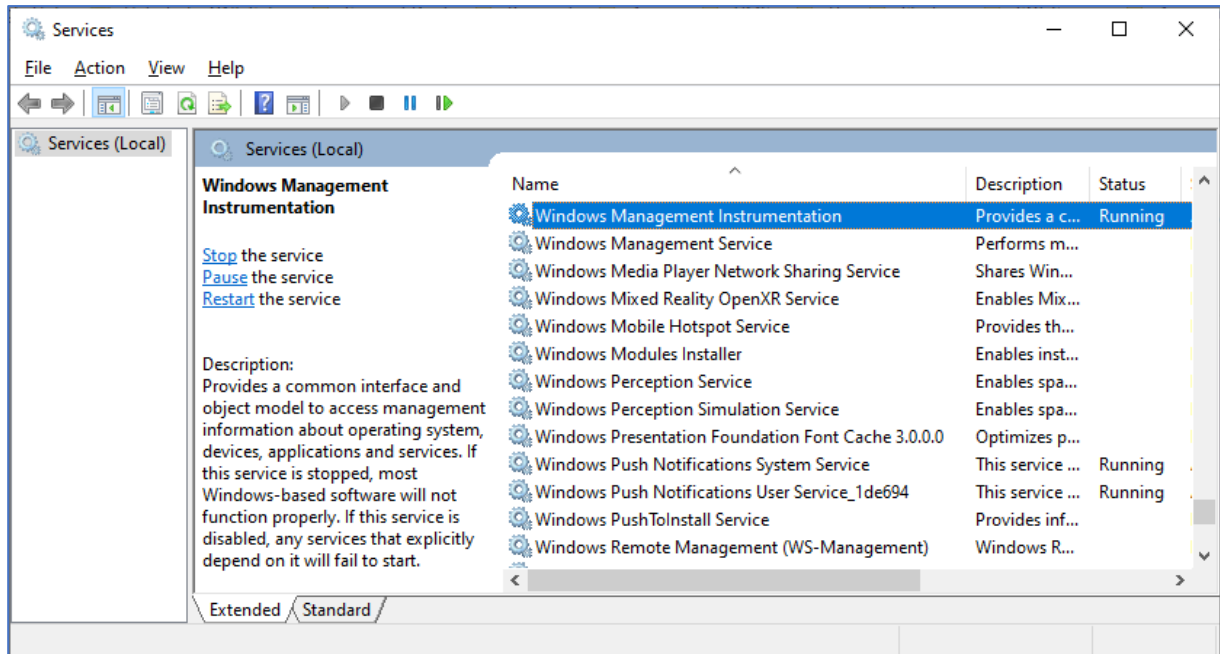 Services
File Action View Help
Services (Local)
Services (Local)
Windows Management
Instrumentation
Stop the service
Pause the service
Restart the service
Description:
Provides a common interface and
object model to access management
information about operating system,
devices, applications and services. If
this service is stopped, most
Windows-based software will not
function properly. If this service is
disabled, any services that explicitly
depend on it will fail to start.
Name Description Status
Windows Management Instrumentation Provides a c... Running
Windows Management Service Performs m...
Windows Media Player Network Sharing Service Shares Win...
Windows Mixed Reality OpenXR Service Enables Mix...
Windows Mobile Hotspot Service Provides th...
Windows Modules Installer Enables inst...
Windows Perception Service Enables spa...
Windows Perception Simulation Service Enables spa...
Windows Presentation Foundation Font Cache 3.0.0.0 Optimizes p...
Windows Push Notifications System Service This service ... Running
Windows Push Notifications User Service_1de694 This service ... Running
Windows PushToInstall Service Provides inf...
Windows Remote Management (WS-Management) Windows R...
Extended Standard